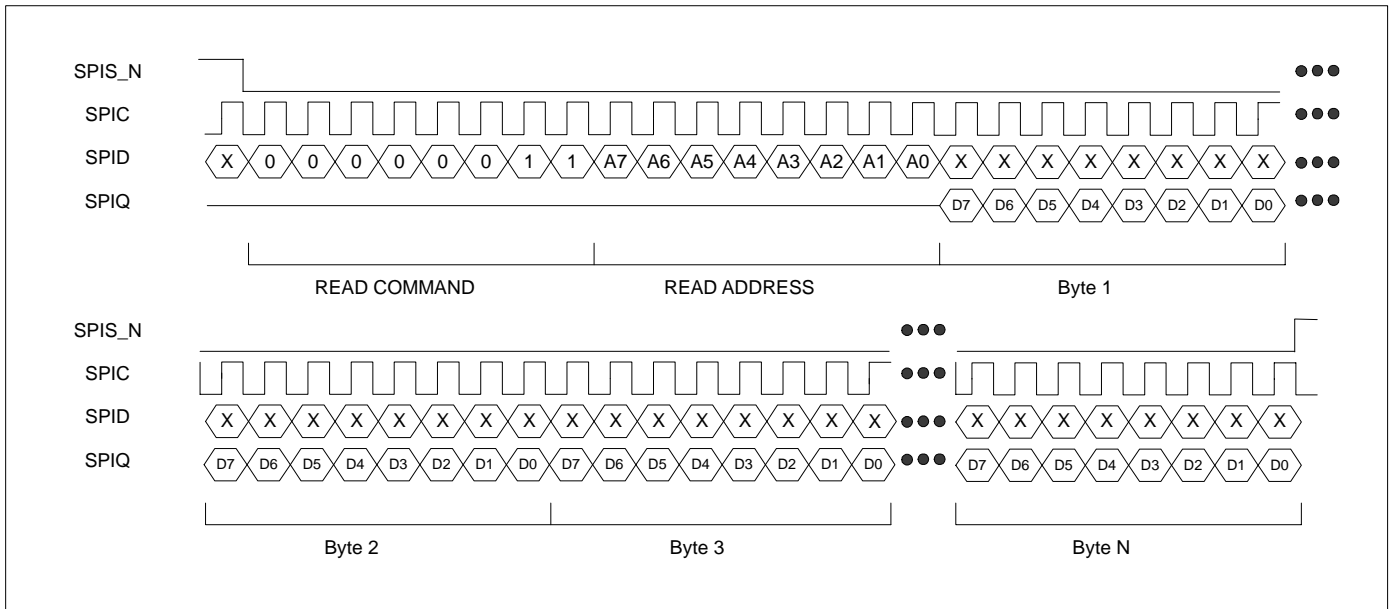 SPIS_N
SPIC
SPID X 0 0 0 0 0 0 1 1 A7 A6 A5 A4 A3 A2 A1 A0 X X X X X X X X
SPIQ D7 D6 D5 D4 D3 D2 D1 D0
READ COMMAND READ ADDRESS Byte 1
SPIS_N
SPIC
SPID X X X X X X X X X X X X X X X X X X X X X X X X
SPIQ D7 D6 D5 D4 D3 D2 D1 D0 D7 D6 D5 D4 D3 D2 D1 D0 D7 D6 D5 D4 D3 D2 D1 D0
Byte 2 Byte 3 Byte N